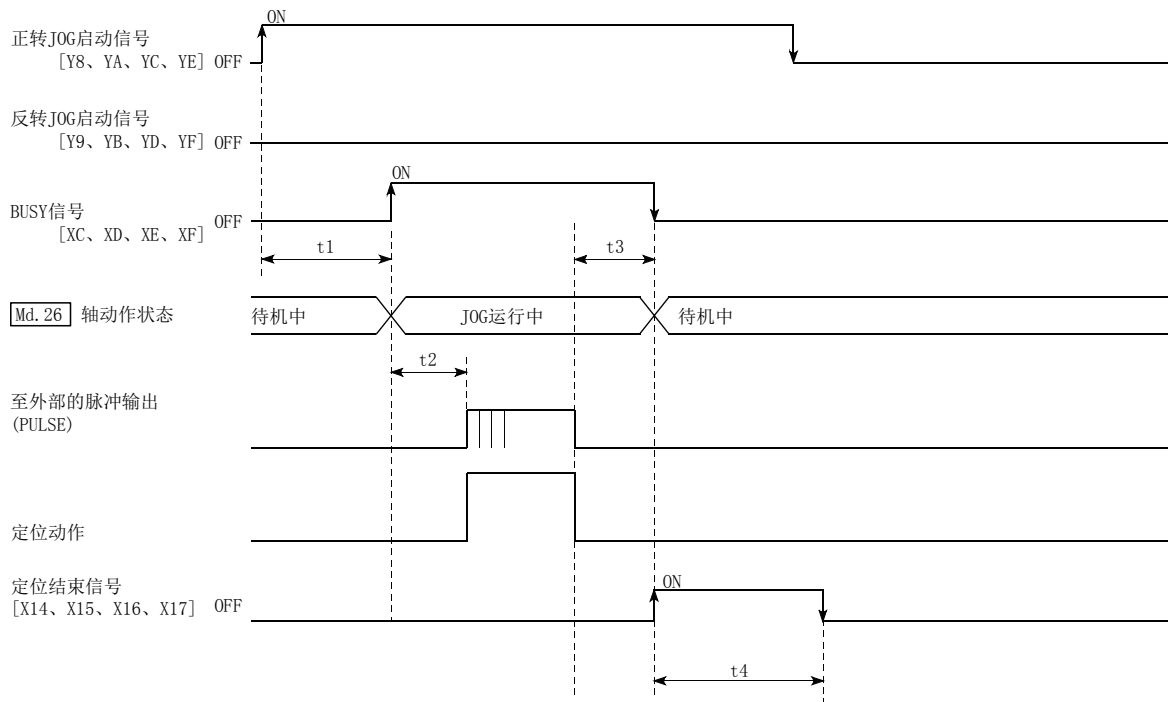 ON
正转JOG启动信号
[Y8、YA、YC、YE] OFF
反转JOG启动信号
[Y9、YB、YD、YF] OFF
ON
BUSY信号
OFF
[XC、XD、XE、XF]
t1
t3
Md.26 轴动作状态
待机中
JOG运行中
待机中
t2
至外部的脉冲输出
(PULSE)
定位动作
定位结束信号
ON
[X14、X15、X16、X17] OFF
t4